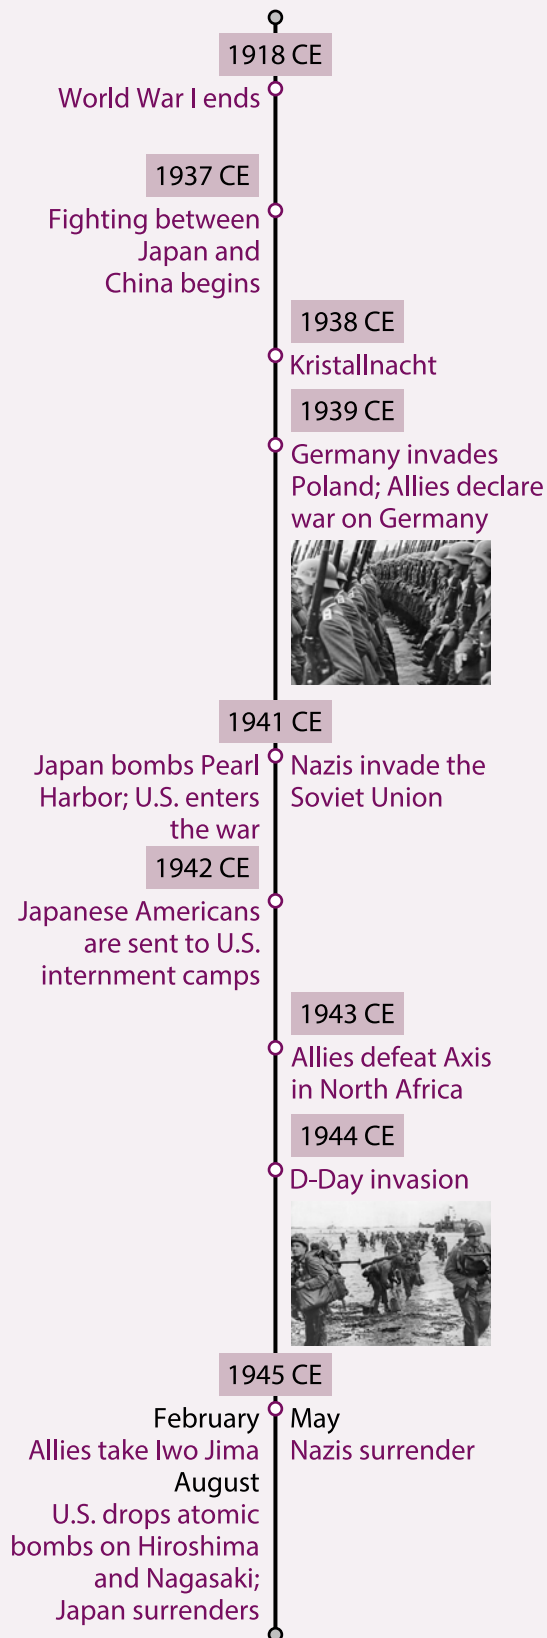 1918 CE
World War I ends
1937 CE
Fighting between
Japan and
China begins
1938 CE
Kristallnacht
1939 CE
Germany invades
Poland; Allies declare
war on Germany
1941 CE
Japan bombs Pearl
Harbor; U.S. enters
the war
Nazis invade the
Soviet Union
1942 CE
Japanese Americans
are sent to U.S.
internment camps
1943 CE
Allies defeat Axis
in North Africa
1944 CE
D-Day invasion
1945 CE
February
Allies take Iwo Jima
August
U.S. drops atomic
bombs on Hiroshima
and Nagasaki;
Japan surrenders
May
Nazis surrender